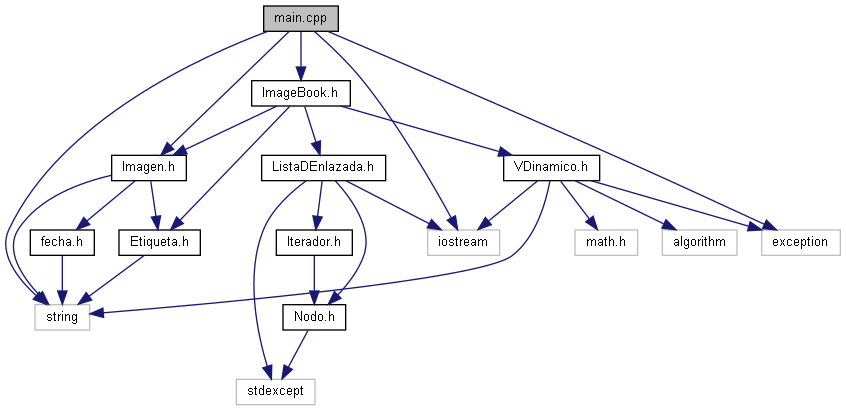 main.cpp
ImageBook.h
Imagen.h
ListaDEnlazada.h
VDinamico.h
fecha.h
Etiqueta.h
Iterador.h
iostream
math.h
algorithm
exception
string
Nodo.h
stdexcept